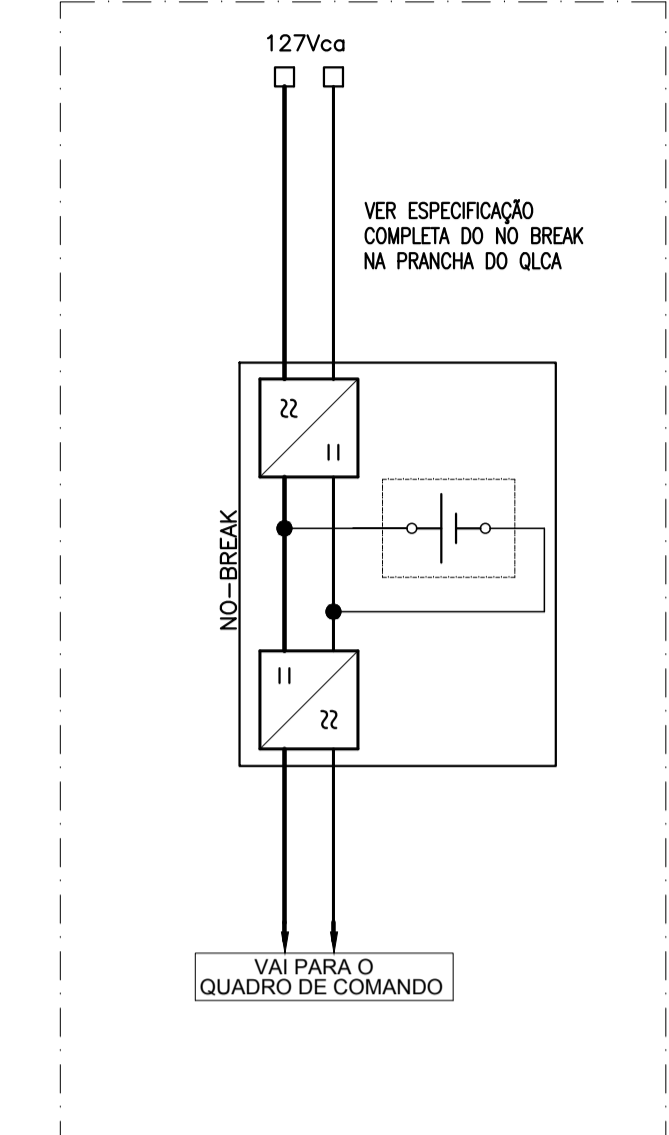 127Vca
VER ESPECIFICAÇÃO
COMPLETA DO NO BREAK
NA PRANCHA DO QLCA
NO-BREAK
VAI PARA O
QUADRO DE COMANDO